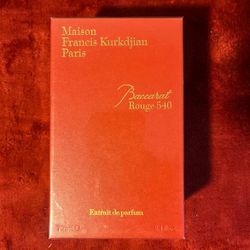 Maison
Francis Kurkdjian
Paris
Baccarat
Rouge 540
Extrait de parfum